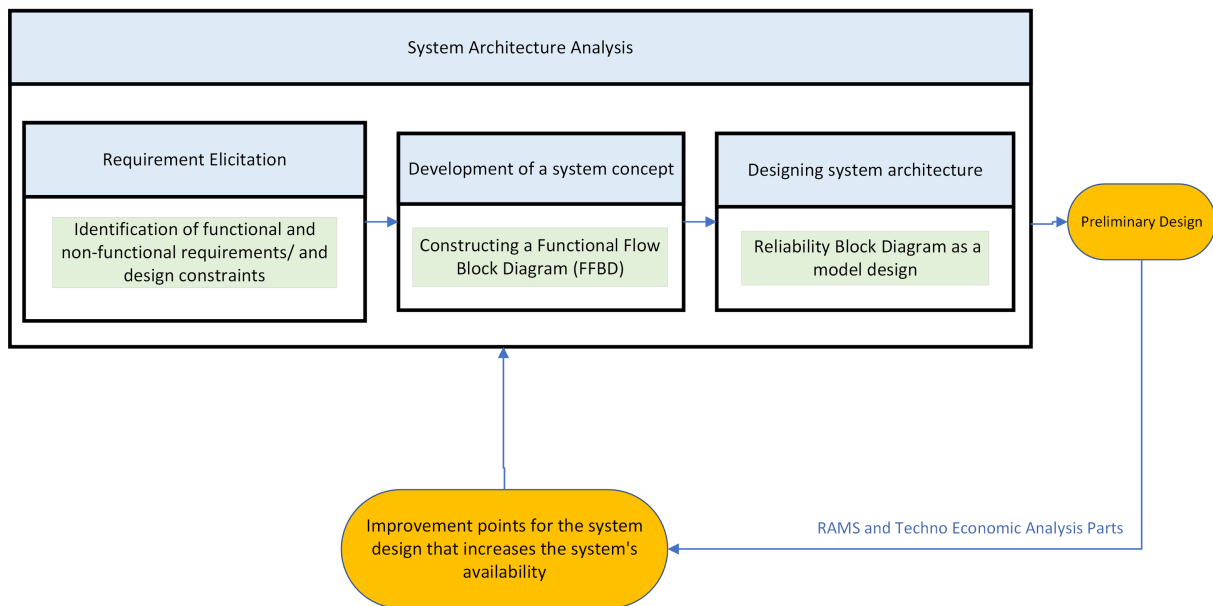 System Architecture Analysis
Requirement Elicitation
Identification of functional and
non-functional requirements/ and
design constraints
Development of a system concept
Constructing a Functional Flow
Block Diagram (FFBD)
Designing system architecture
Reliability Block Diagram as a
model design
Preliminary Design
RAMS and Techno Economic Analysis Parts
Improvement points for the system
design that increases the system's
availability